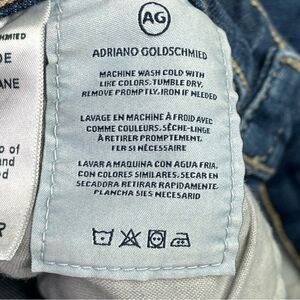 AG
ADRIANO GOLDSCHMIED
MACHINE WASH COLD WITH
LIKE COLORS. TUMBLE DRY.
REMOVE PROMPTLY. IRON IF NEEDED
LAVAGE EN MACHINE À FROID AVEC
COMME COULEURS. SÈCHE-LINGE
À RETIRER PROMPTEMENT.
FER SI NÉCESSAIRE
LAVAR A MAQUINA CON AGUA FRIA.
CON COLORES SIMILARES. SECAR EN
SECADORA RETIRAR RAPIDAMENTE.
PLANCHA SIES NECESARIO